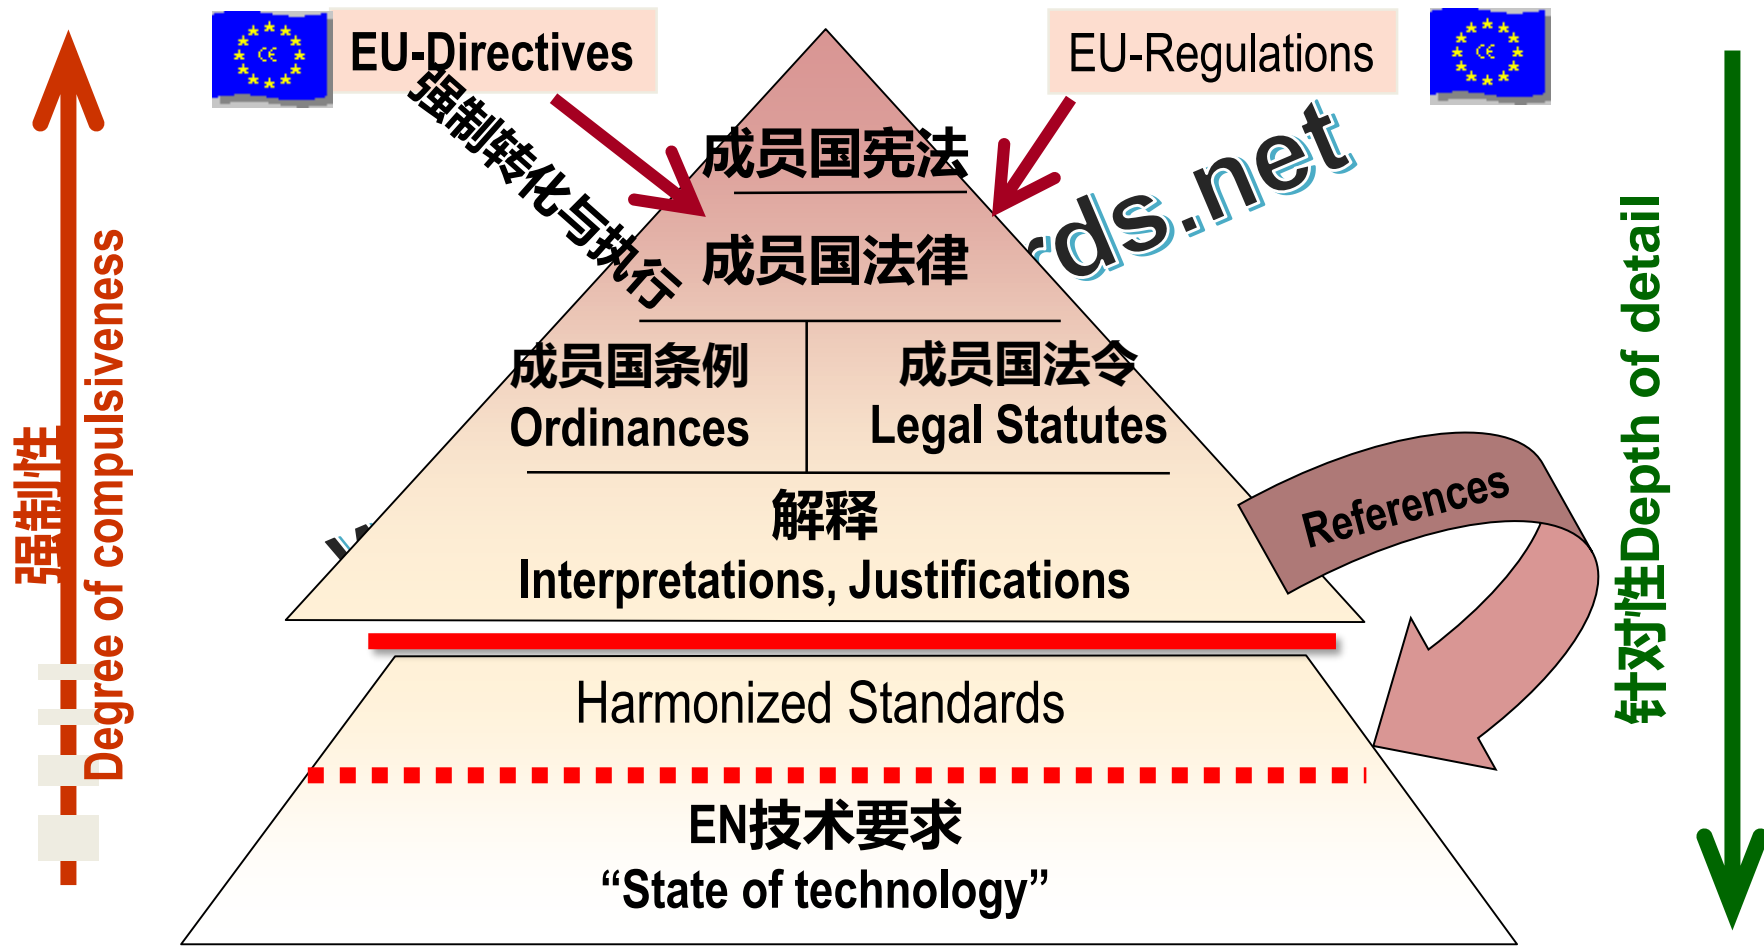 EU-Directives
EU-Regulations
强制转化与执行
成员国宪法
rds.net
成员国法律
成员国条例
Ordinances
成员国法令
Legal Statutes
解释
Interpretations, Justifications
References
Harmonized Standards
EN技术要求
“State of technology”
强制性
Degree of compulsiveness
针对性Depth of detail